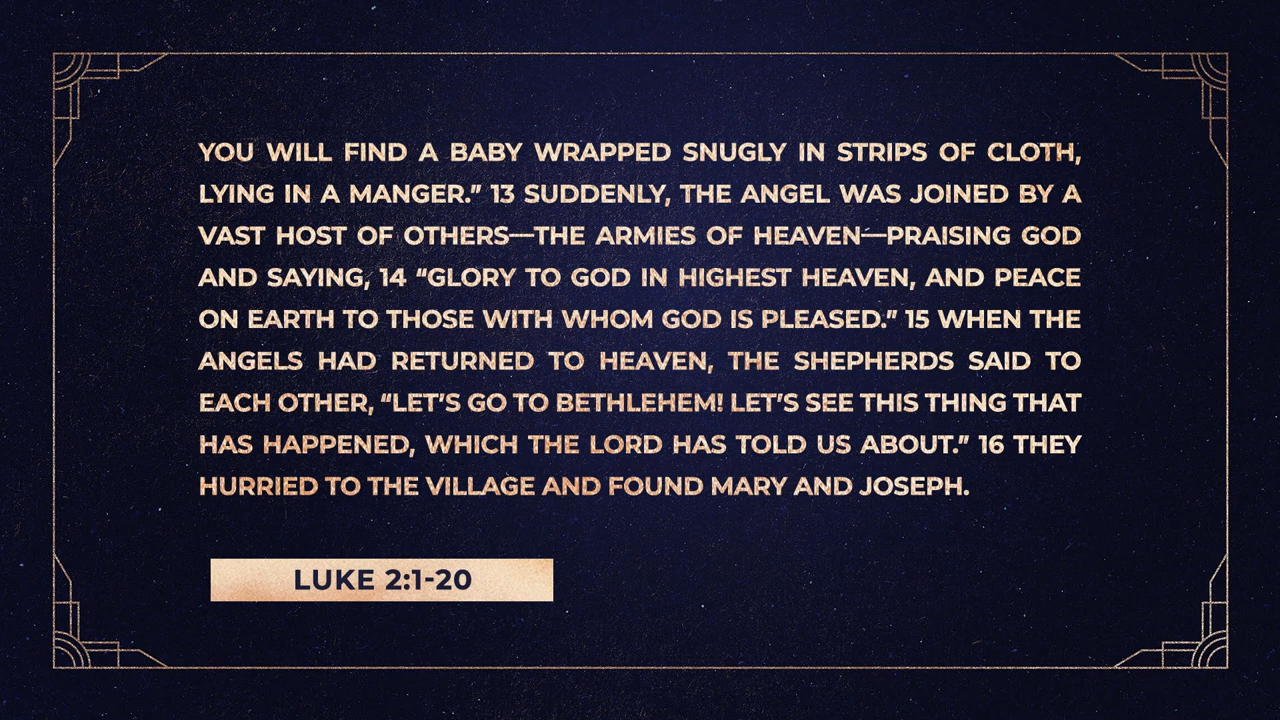 YOU WILL FIND A BABY WRAPPED SNUGLY IN STRIPS OF CLOTH,
LYING IN A MANGER.” 13 SUDDENLY, THE ANGEL WAS JOINED BY A
VAST HOST OF OTHERS—THE ARMIES OF HEAVEN—PRAISING GOD
AND SAYING, 14 “GLORY TO GOD IN HIGHEST HEAVEN, AND PEACE
ON EARTH TO THOSE WITH WHOM GOD IS PLEASED.” 15 WHEN THE
ANGELS HAD RETURNED TO HEAVEN, THE SHEPHERDS SAID TO
EACH OTHER, “LET’S GO TO BETHLEHEM! LET’S SEE THIS THING THAT
HAS HAPPENED, WHICH THE LORD HAS TOLD US ABOUT.” 16 THEY
HURRIED TO THE VILLAGE AND FOUND MARY AND JOSEPH.
LUKE 2:1-20